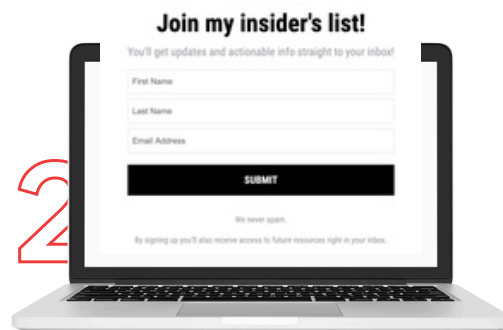 Join my insider's list!
You'll get updates and actionable info straight to your inbox!
First Name
Last Name
Email Address
SUBMIT
2
We never spam.
By signing up you'll also receive access to future resources right in your inbox.